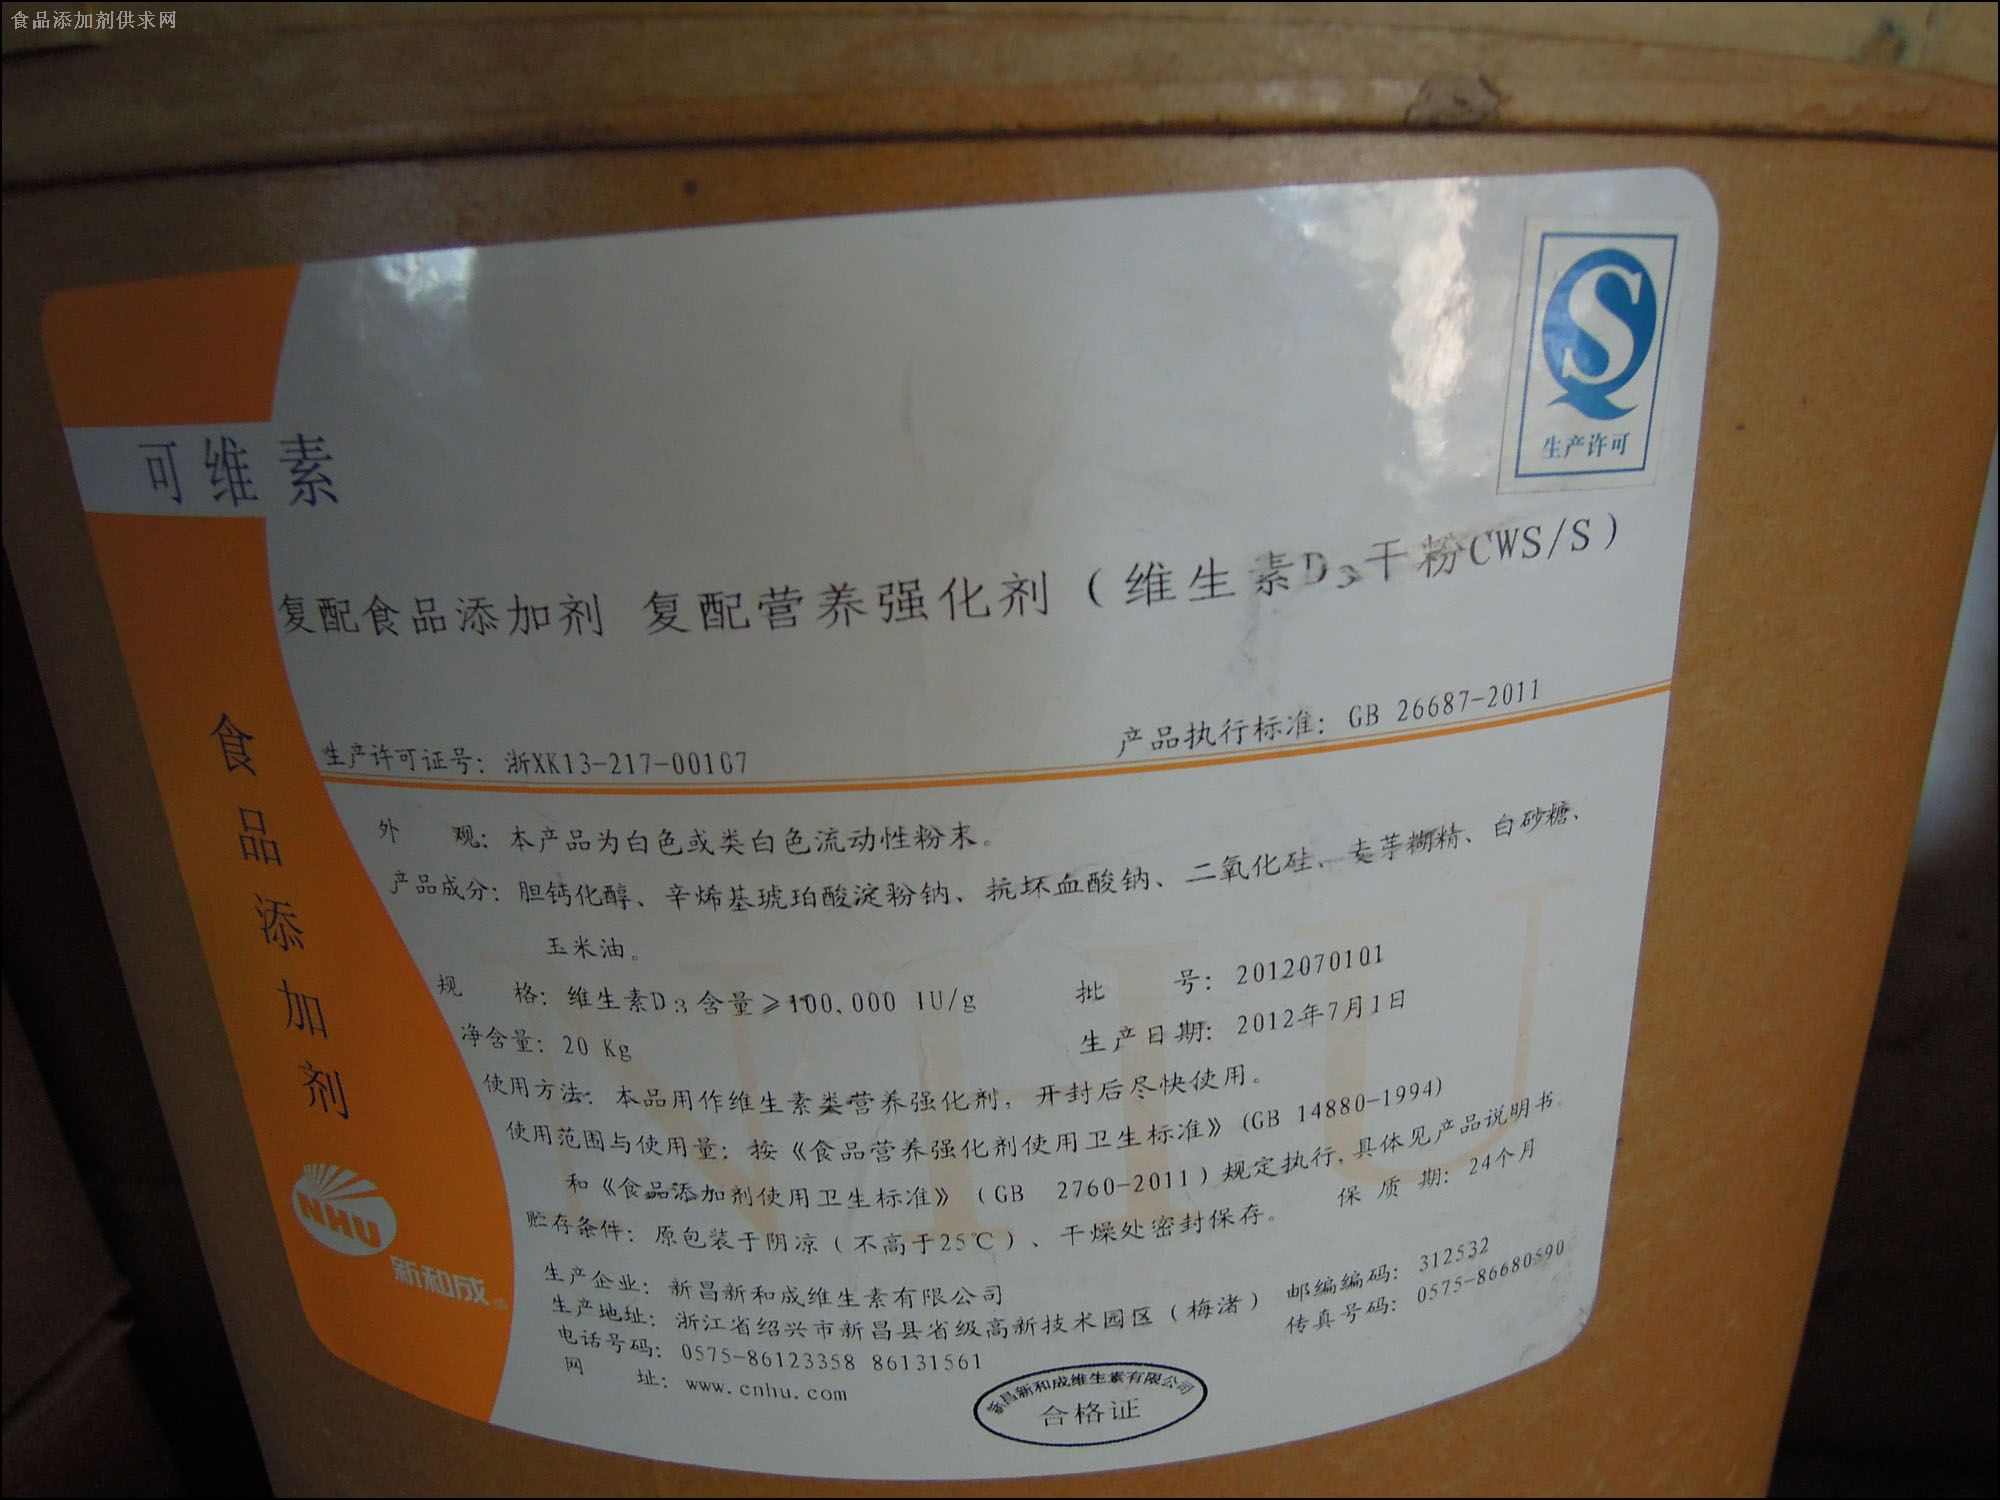 食品添加剂供求网
生产许可
可维素
复配食品添加剂 复配营养强化剂（维生素D3干粉CWS/S）
生产许可证号：浙XK13-217-00107
产品执行标准：GB 26687-2011
食品添加剂
外 观：本产品为白色或类白色流动性粉末。
产品成分：胆钙化醇、辛烯基琥珀酸淀粉钠、抗坏血酸钠、二氧化硅、麦芽糊精、白砂糖、
玉米油。
规 格：维生素D3含量≥100,000 IU/g
批 号：2012070101
净含量：20 Kg
生产日期：2012年7月1日
使用方法：本品用作维生素类营养强化剂，开封后尽快使用。
使用范围与使用量：按《食品营养强化剂使用卫生标准》(GB 14880-1994)
和《食品添加剂使用卫生标准》（GB 2760-2011）规定执行，具体见产品说明书。
贮存条件：原包装于阴凉（不高于25℃）、干燥处密封保存。
保 质 期：24个月
生产企业：新昌新和成维生素有限公司
邮编编码：312532
生产地址：浙江省绍兴市新昌县省级高新技术园区（梅渚）
传真号码：0575-86680590
电话号码：0575-86123358 86131561
网 址：www.cnhu.com
NHU
新和成®
新昌新和成维生素有限公司
合格证
NHU